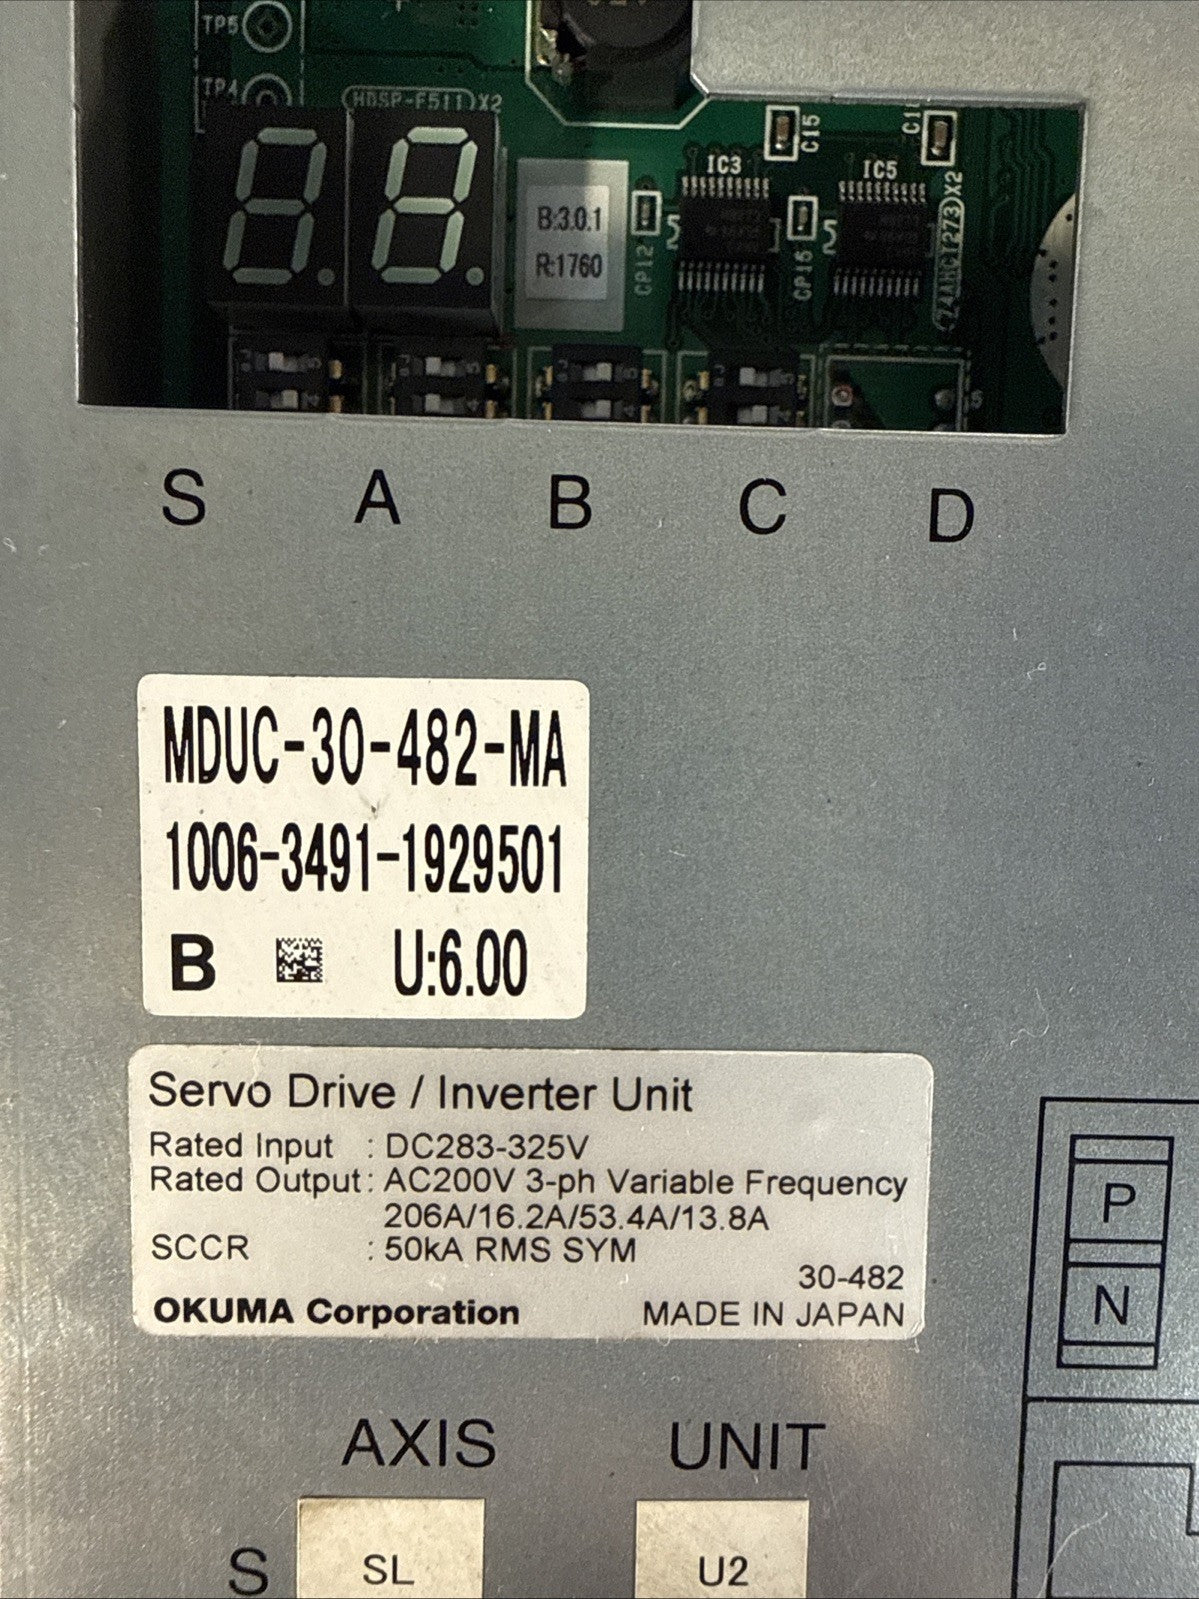 TP5
TP4
HDSP-F511 X2
C15
IC3
IC5
B:3.0.1
R:1760
CP12
CP16
74AHCT273 X2
S A B C D
MDUC-30-482-MA
1006-3491-1929501
B U:6.00
Servo Drive / Inverter Unit
Rated Input : DC283-325V
Rated Output : AC200V 3-ph Variable Frequency
206A/16.2A/53.4A/13.8A
SCCR : 50kA RMS SYM
30-482
OKUMA Corporation MADE IN JAPAN
P
N
AXIS UNIT
S SL U2